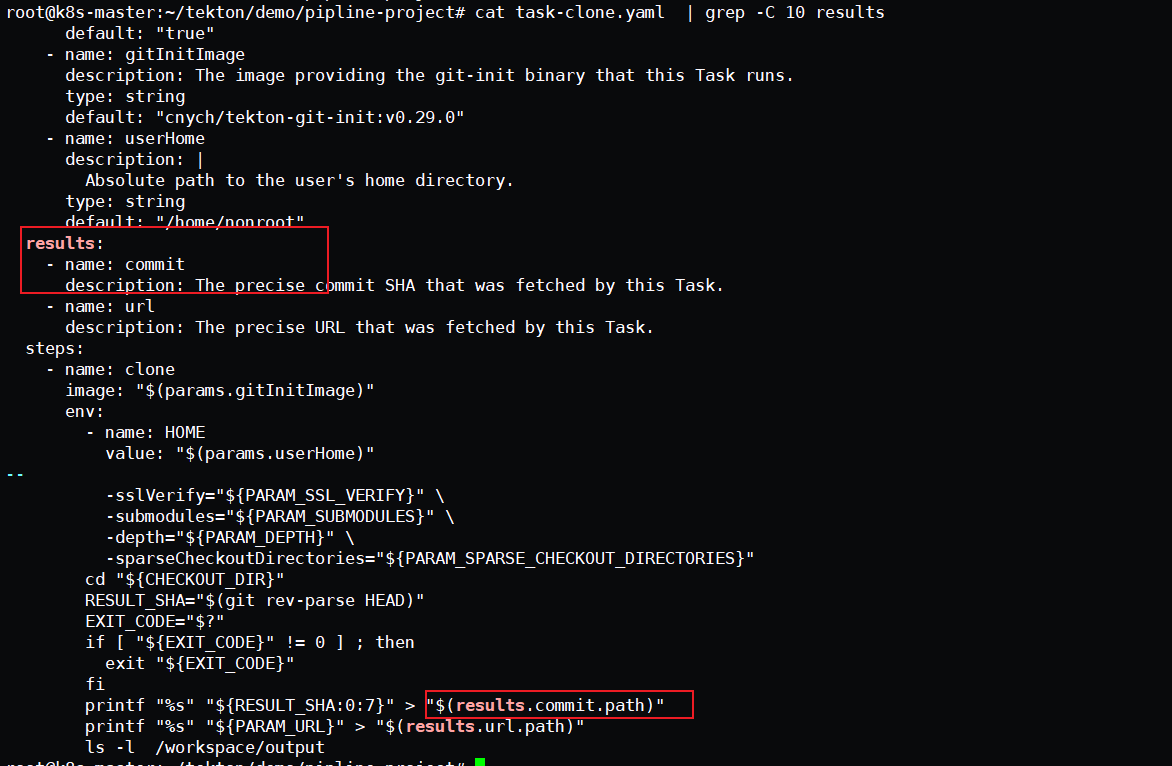 root@k8s-master:~/tekton/demo/pipline-project# cat task-clone.yaml  | grep -C 10 results
      default: "true"
    - name: gitInitImage
      description: The image providing the git-init binary that this Task runs.
      type: string
      default: "cnych/tekton-git-init:v0.29.0"
    - name: userHome
      description: |
        Absolute path to the user's home directory.
      type: string
      default: "/home/nonroot"
  results:
    - name: commit
      description: The precise commit SHA that was fetched by this Task.
    - name: url
      description: The precise URL that was fetched by this Task.
  steps:
    - name: clone
      image: "$(params.gitInitImage)"
      env:
        - name: HOME
          value: "$(params.userHome)"
--
          -sslVerify="${PARAM_SSL_VERIFY}" \
          -submodules="${PARAM_SUBMODULES}" \
          -depth="${PARAM_DEPTH}" \
          -sparseCheckoutDirectories="${PARAM_SPARSE_CHECKOUT_DIRECTORIES}"
        cd "${CHECKOUT_DIR}"
        RESULT_SHA="$(git rev-parse HEAD)"
        EXIT_CODE="$?"
        if [ "${EXIT_CODE}" != 0 ] ; then
          exit "${EXIT_CODE}"
        fi
        printf "%s" "${RESULT_SHA:0:7}" > "$(results.commit.path)"
        printf "%s" "${PARAM_URL}" > "$(results.url.path)"
        ls -l  /workspace/output
root@k8s-master:~/tekton/demo/pipline-project#